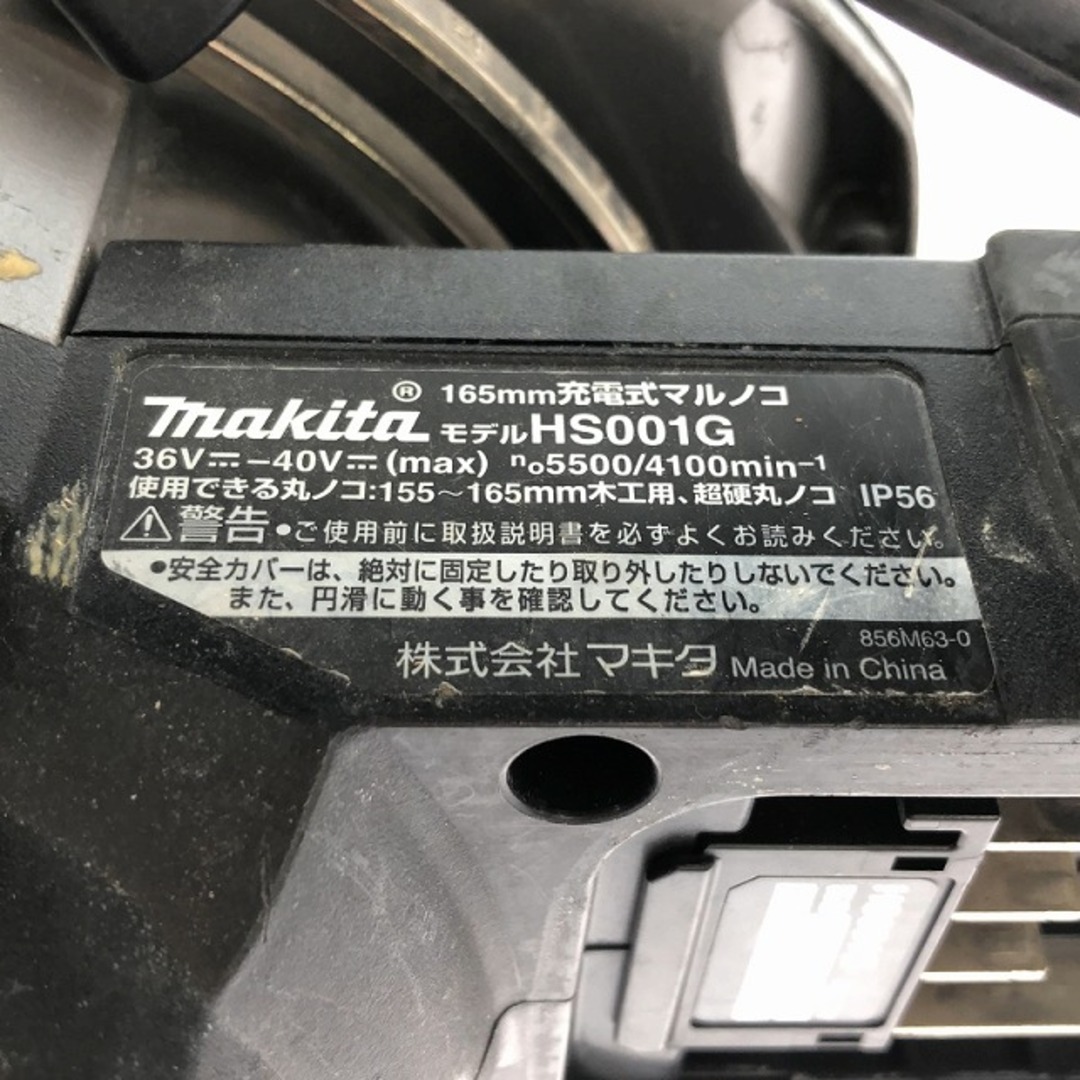 makita® 165mm充電式マルノコ
モデルHS001G
36V⎓-40V⎓(max) n₀5500/4100min⁻¹
使用できる丸ノコ:155～165mm木工用、超硬丸ノコ IP56
⚠警告 •ご使用前に取扱説明書を必ずよくお読みください。
•安全カバーは、絶対に固定したり取り外したりしないでください。
また、円滑に動く事を確認してください。
856M63-0
株式会社マキタ Made in China